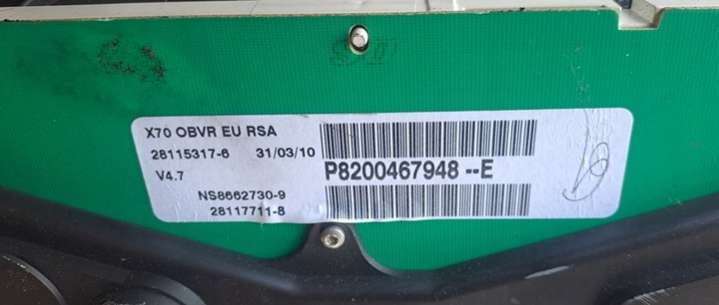 X70 OBVR EU RSA
28115317-6 31/03/10
V4.7
P8200467948--E
NS8662730-9
28117711-8